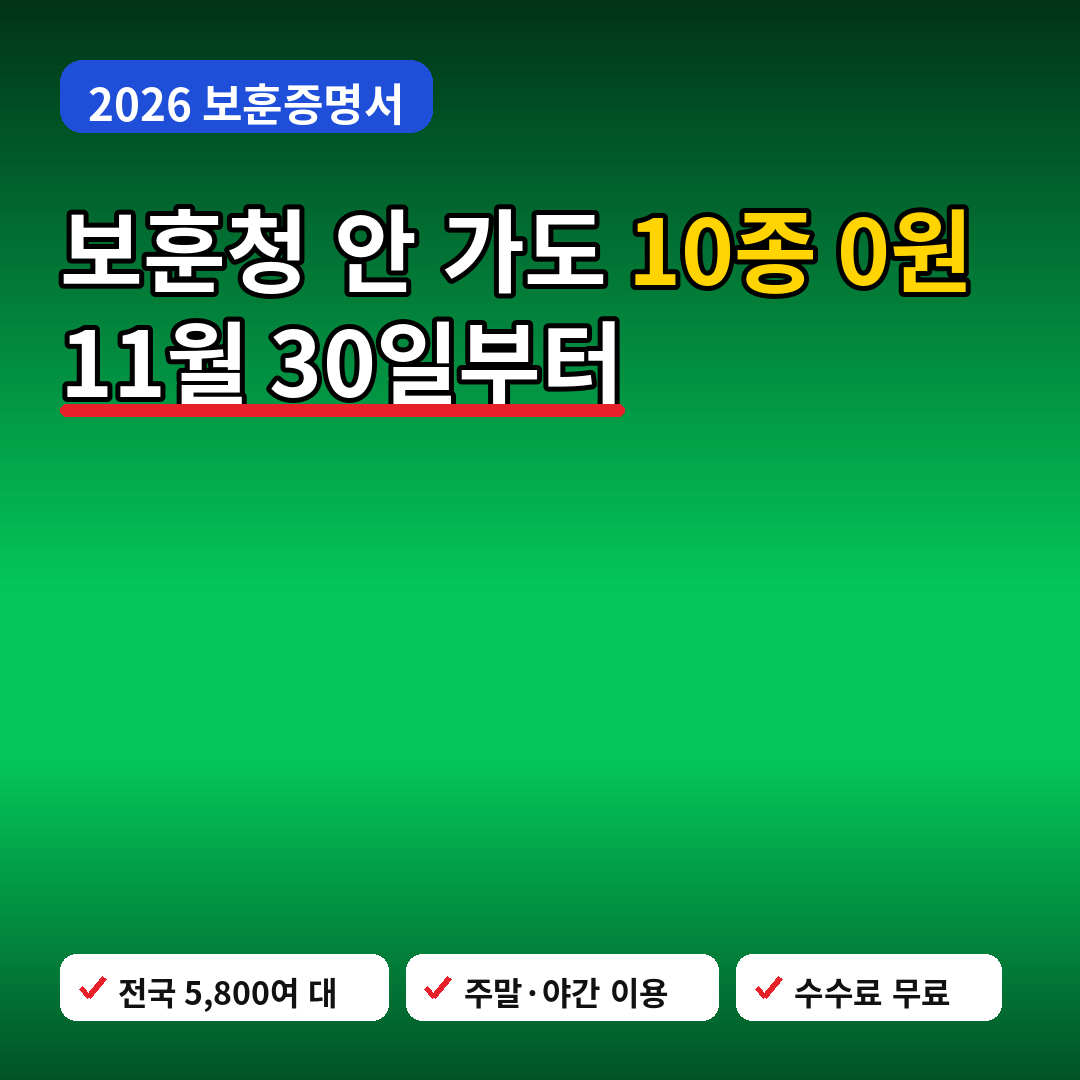 2026 보훈증명서
보훈청 안 가도 10종 0원
11월 30일부터
전국 5,800여 대
주말·야간 이용
수수료 무료